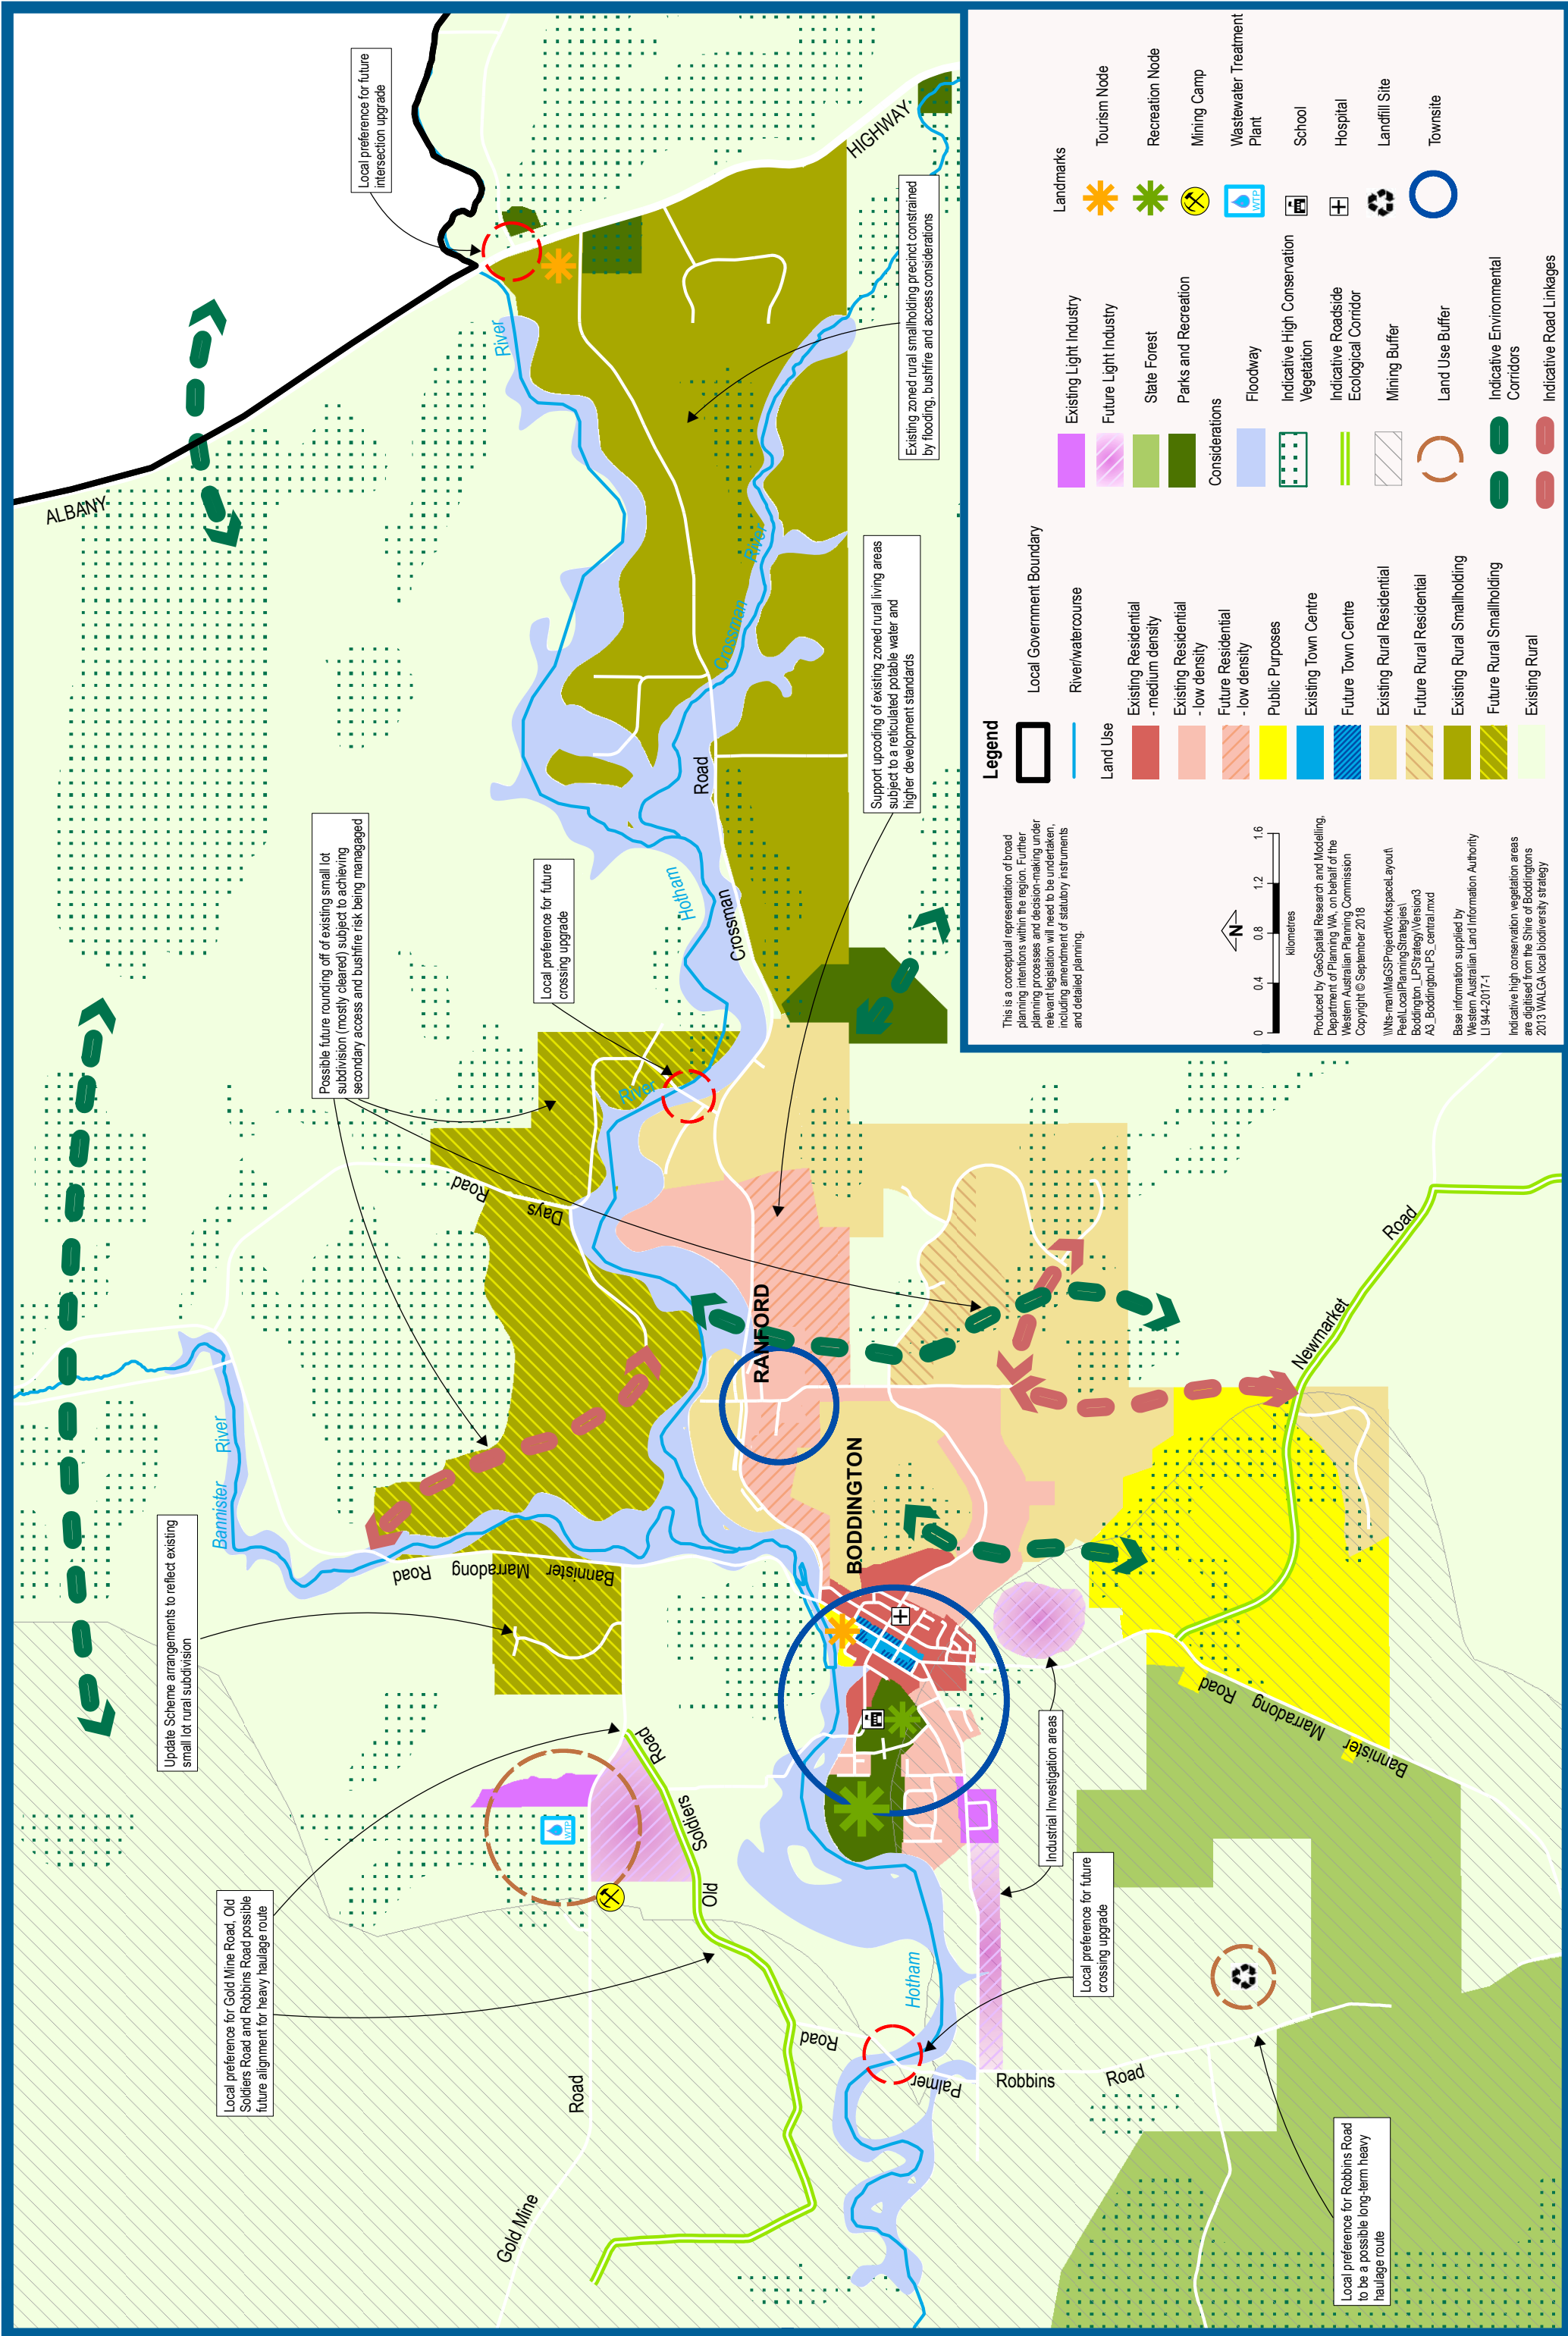 Local preference for future
intersection upgrade
ALBANY
HIGHWAY
River
Existing zoned rural smallholding precinct constrained
by flooding, bushfire and access considerations
Crossman
River
Support upcoding of existing zoned rural living areas
subject to a reticulated potable water and
higher development standards
Possible future rounding off of existing small lot
subdivision (mostly cleared) subject to achieving
secondary access and bushfire risk being managed
Local preference for future
crossing upgrade
Hotham
River
Crossman
Road
Days
Road
Bannister
River
RANFORD
BODDINGTON
Newmarket
Road
Update Scheme arrangements to reflect existing
small lot rural subdivision
Bannister
Marradong
Road
Bannister
Marradong
Road
Local preference for Gold Mine Road, Old
Soldiers Road and Robbins Road possible
future alignment for heavy haulage route
Old
Soldiers
Road
WTP
Industrial Investigation areas
Local preference for future
crossing upgrade
Hotham
Palmer
Road
Robbins
Road
Gold Mine
Road
Local preference for Robbins Road
to be a possible long-term heavy
haulage route
Legend
Local Government Boundary
River/watercourse
Land Use
Existing Residential
- medium density
Existing Residential
- low density
Future Residential
- low density
Public Purposes
Existing Town Centre
Future Town Centre
Existing Rural Residential
Future Rural Residential
Existing Rural Smallholding
Future Rural Smallholding
Existing Rural
Existing Light Industry
Future Light Industry
State Forest
Parks and Recreation
Considerations
Floodway
Indicative High Conservation
Vegetation
Indicative Roadside
Ecological Corridor
Mining Buffer
Land Use Buffer
Indicative Environmental
Corridors
Indicative Road Linkages
Landmarks
Tourism Node
Recreation Node
Mining Camp
WTP
Wastewater Treatment
Plant
School
Hospital
Landfill Site
Townsite
This is a conceptual representation of broad
planning intentions within the region. Further
planning processes and decision-making under
relevant legislation will need to be undertaken,
including amendment of statutory instruments
and detailed planning.
N
0 0.4 0.8 1.2 1.6
kilometres
Produced by GeoSpatial Research and Modelling,
Department of Planning WA, on behalf of the
Western Australian Planning Commission
Copyright © September 2018
\\Nts-man\MaGSProjectWorkspaceLayout\
Peel\LocalPlanningStrategies\
Boddington_LPStrategy\Version3
A3_BoddingtonLPS_central.mxd
Base information supplied by
Western Australian Land Information Authority
LI 944-2017-1
Indicative high conservation vegetation areas
are digitised from the Shire of Boddingtons
2013 WALGA local biodiversity strategy